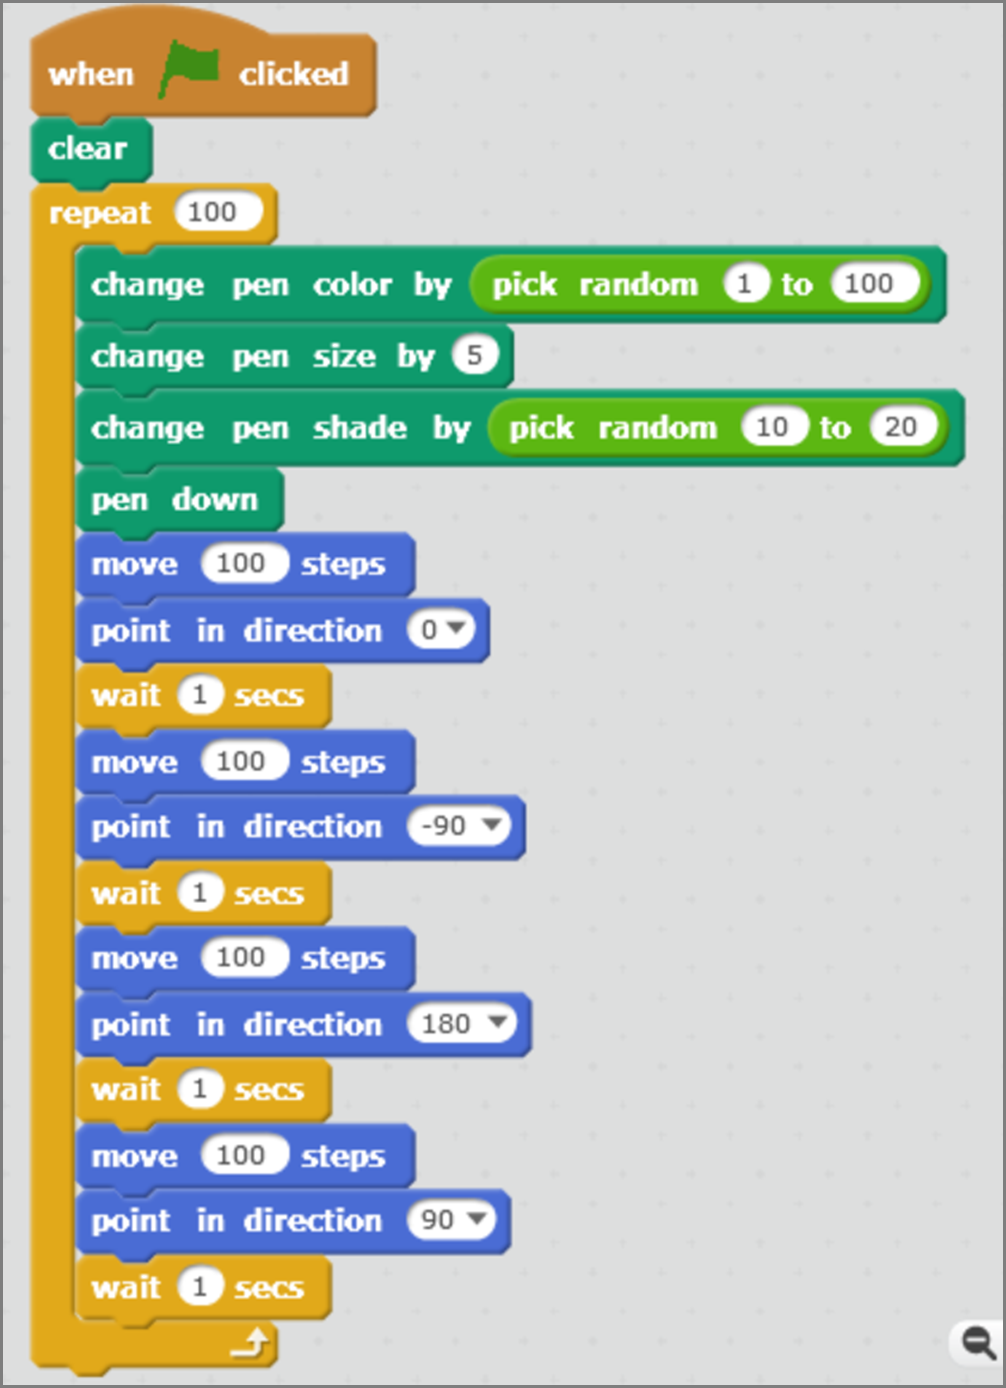 when clicked
clear
repeat 100
change pen color by pick random 1 to 100
change pen size by 5
change pen shade by pick random 10 to 20
pen down
move 100 steps
point in direction 0
wait 1 secs
move 100 steps
point in direction -90
wait 1 secs
move 100 steps
point in direction 180
wait 1 secs
move 100 steps
point in direction 90
wait 1 secs